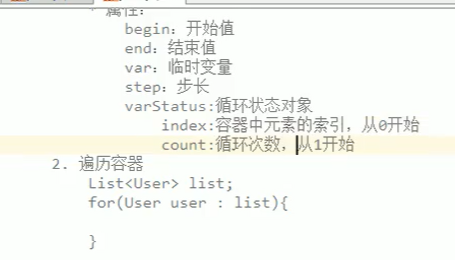 属性：
begin：开始值
end：结束值
var：临时变量
step：步长
varStatus:循环状态对象
index:容器中元素的索引，从0开始
count:循环次数，从1开始
2. 遍历容器
List<User> list;
for(User user : list){
}